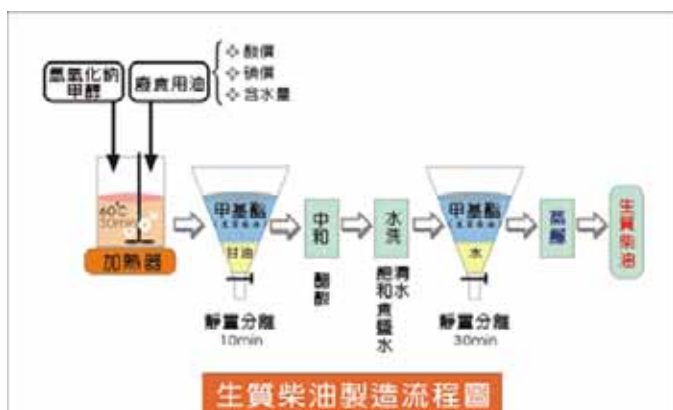 氫氧化鈉
甲醇
廢食用油
❖ 酸價
❖ 碘價
❖ 含水量
60℃
30min
加熱器
甲基酯
甘油
靜置分離
10min
中和
醋酸
水洗
清水
飽和食鹽水
甲基酯
水
靜置分離
30min
蒸餾
生質柴油
生質柴油製造流程圖